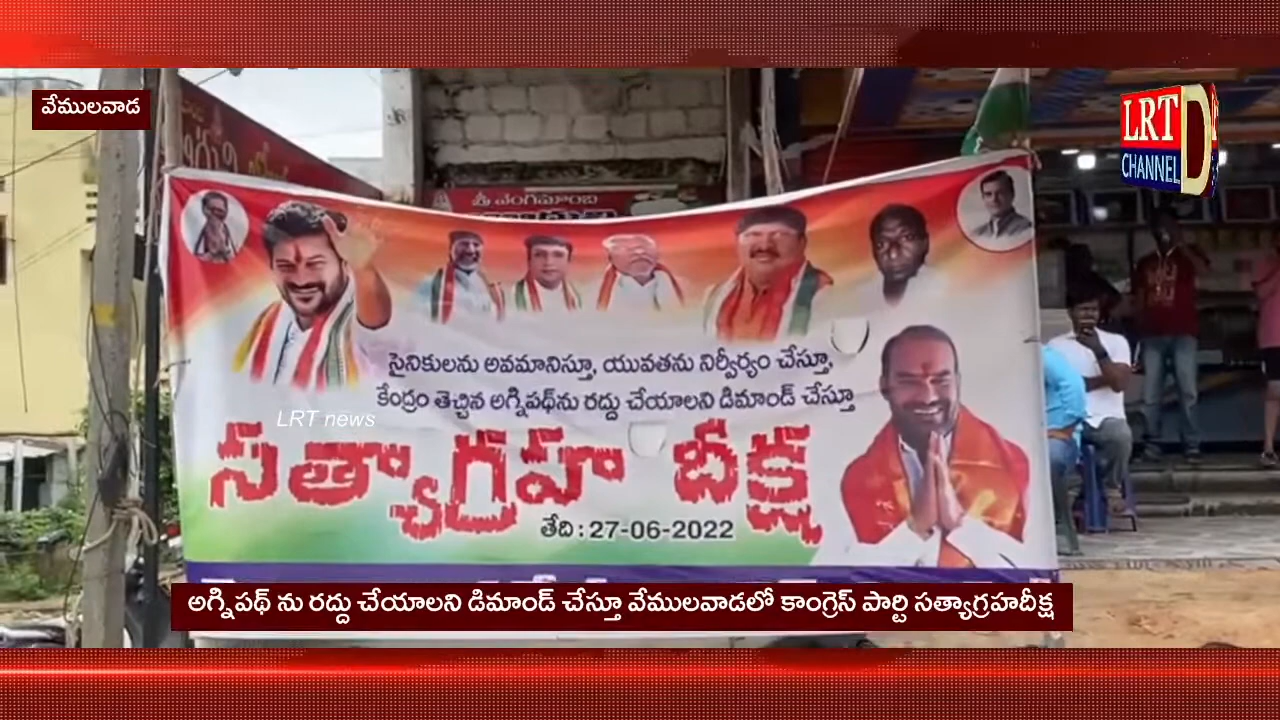 వేములవాడ
LRT
CHANNEL
శ్రీ వెంగమాంబ
సైనికులను అవమానిస్తూ, యువతను నిర్వీర్యం చేస్తూ,
కేంద్రం తెచ్చిన అగ్నిపథ్‌ను రద్దు చేయాలని డిమాండ్ చేస్తూ
LRT news
సత్యాగ్రహ దీక్ష
తేది : 27-06-2022
అగ్నిపథ్ ను రద్దు చేయాలని డిమాండ్ చేస్తూ వేములవాడలో కాంగ్రెస్ పార్టి సత్యాగ్రహదీక్ష